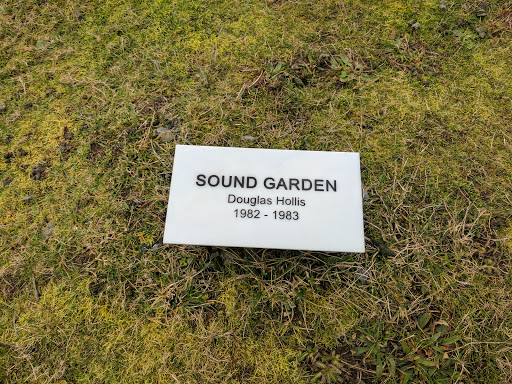 SOUND GARDEN
Douglas Hollis
1982 - 1983